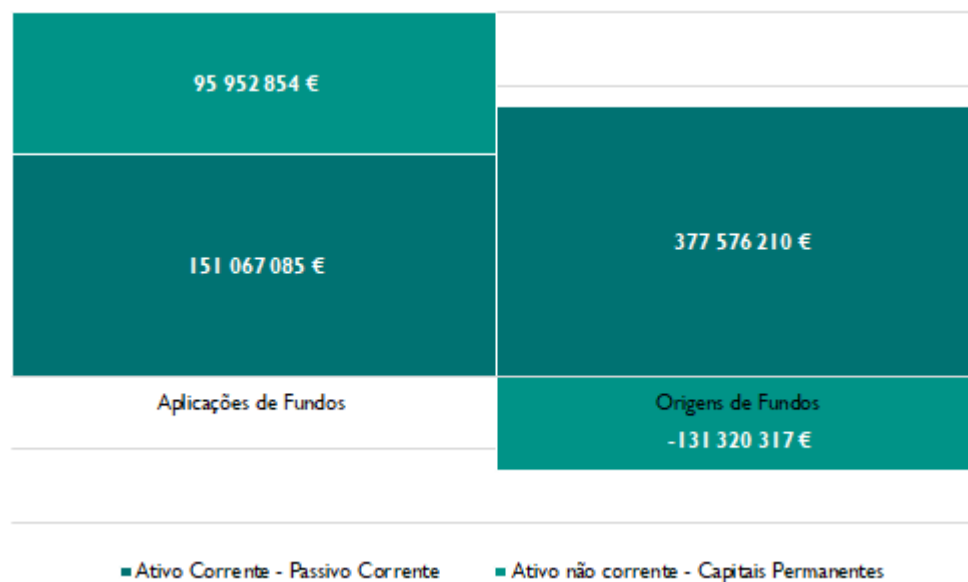 95 952 854 €
151 067 085 €
377 576 210 €
Aplicações de Fundos
Origens de Fundos
-131 320 317 €
Ativo Corrente - Passivo Corrente
Ativo não corrente - Capitais Permanentes